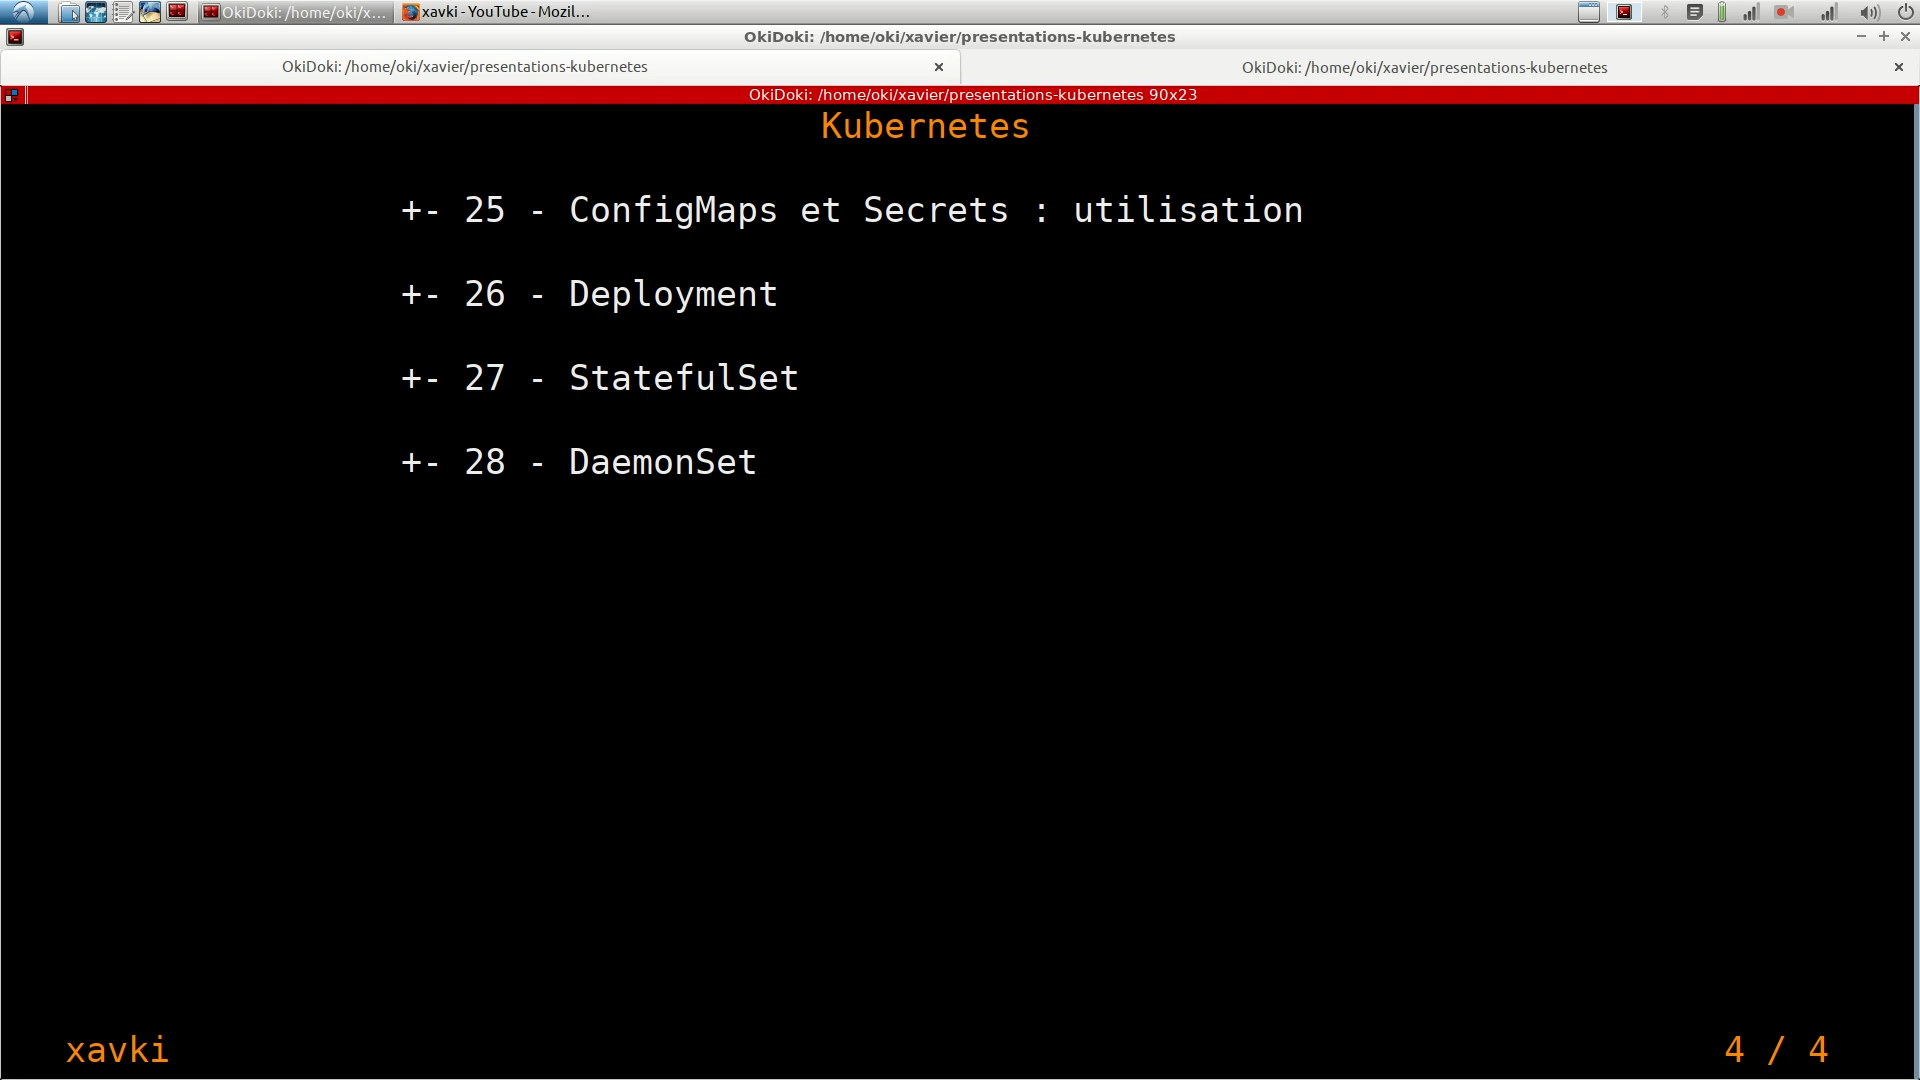 OkiDoki: /home/oki/x...
xavki - YouTube - Mozil...
OkiDoki: /home/oki/xavier/presentations-kubernetes
OkiDoki: /home/oki/xavier/presentations-kubernetes
OkiDoki: /home/oki/xavier/presentations-kubernetes
OkiDoki: /home/oki/xavier/presentations-kubernetes 90x23
Kubernetes
+- 25 - ConfigMaps et Secrets : utilisation
+- 26 - Deployment
+- 27 - StatefulSet
+- 28 - DaemonSet
xavki
4 / 4